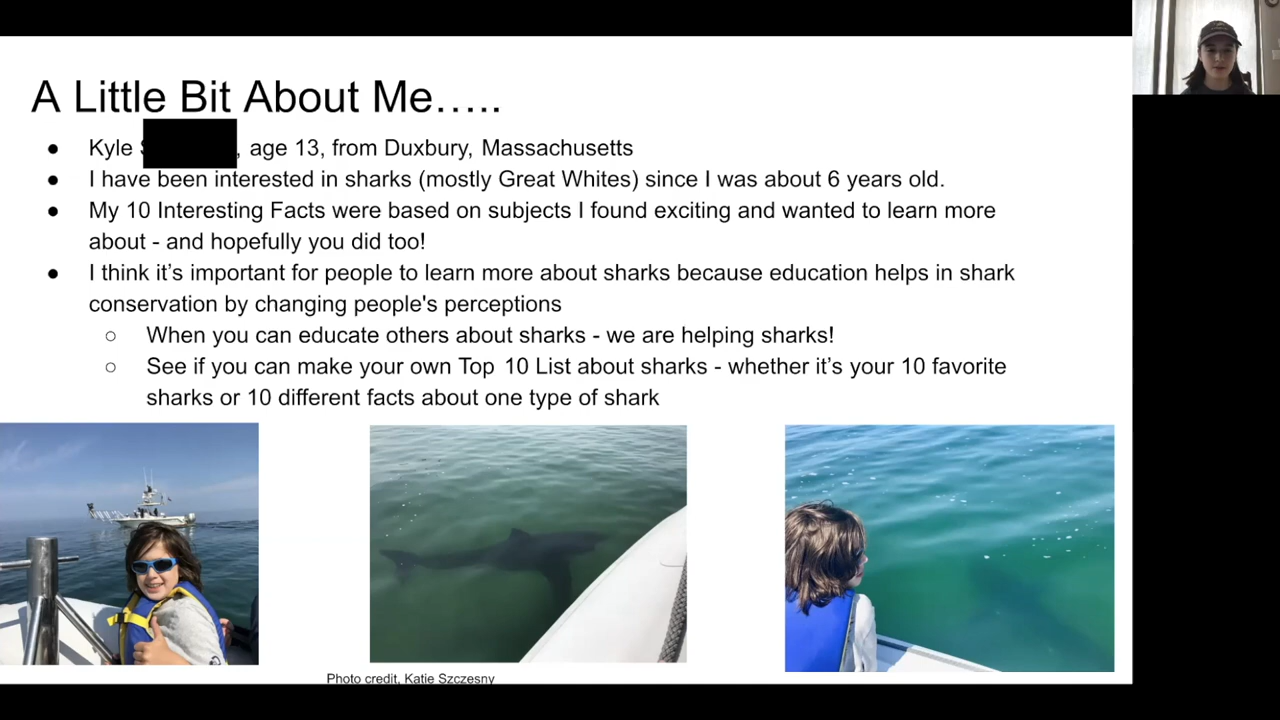 A Little Bit About Me…..
● Kyle , age 13, from Duxbury, Massachusetts
● I have been interested in sharks (mostly Great Whites) since I was about 6 years old.
● My 10 Interesting Facts were based on subjects I found exciting and wanted to learn more
about - and hopefully you did too!
● I think it’s important for people to learn more about sharks because education helps in shark
conservation by changing people's perceptions
○ When you can educate others about sharks - we are helping sharks!
○ See if you can make your own Top 10 List about sharks - whether it’s your 10 favorite
sharks or 10 different facts about one type of shark
Photo credit, Katie Szczesny